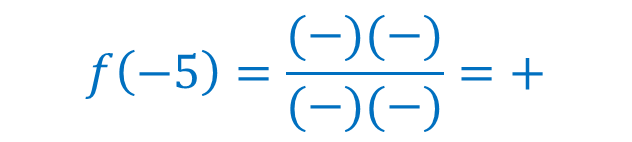 f(−5) = (−)(−) / (−)(−) = +